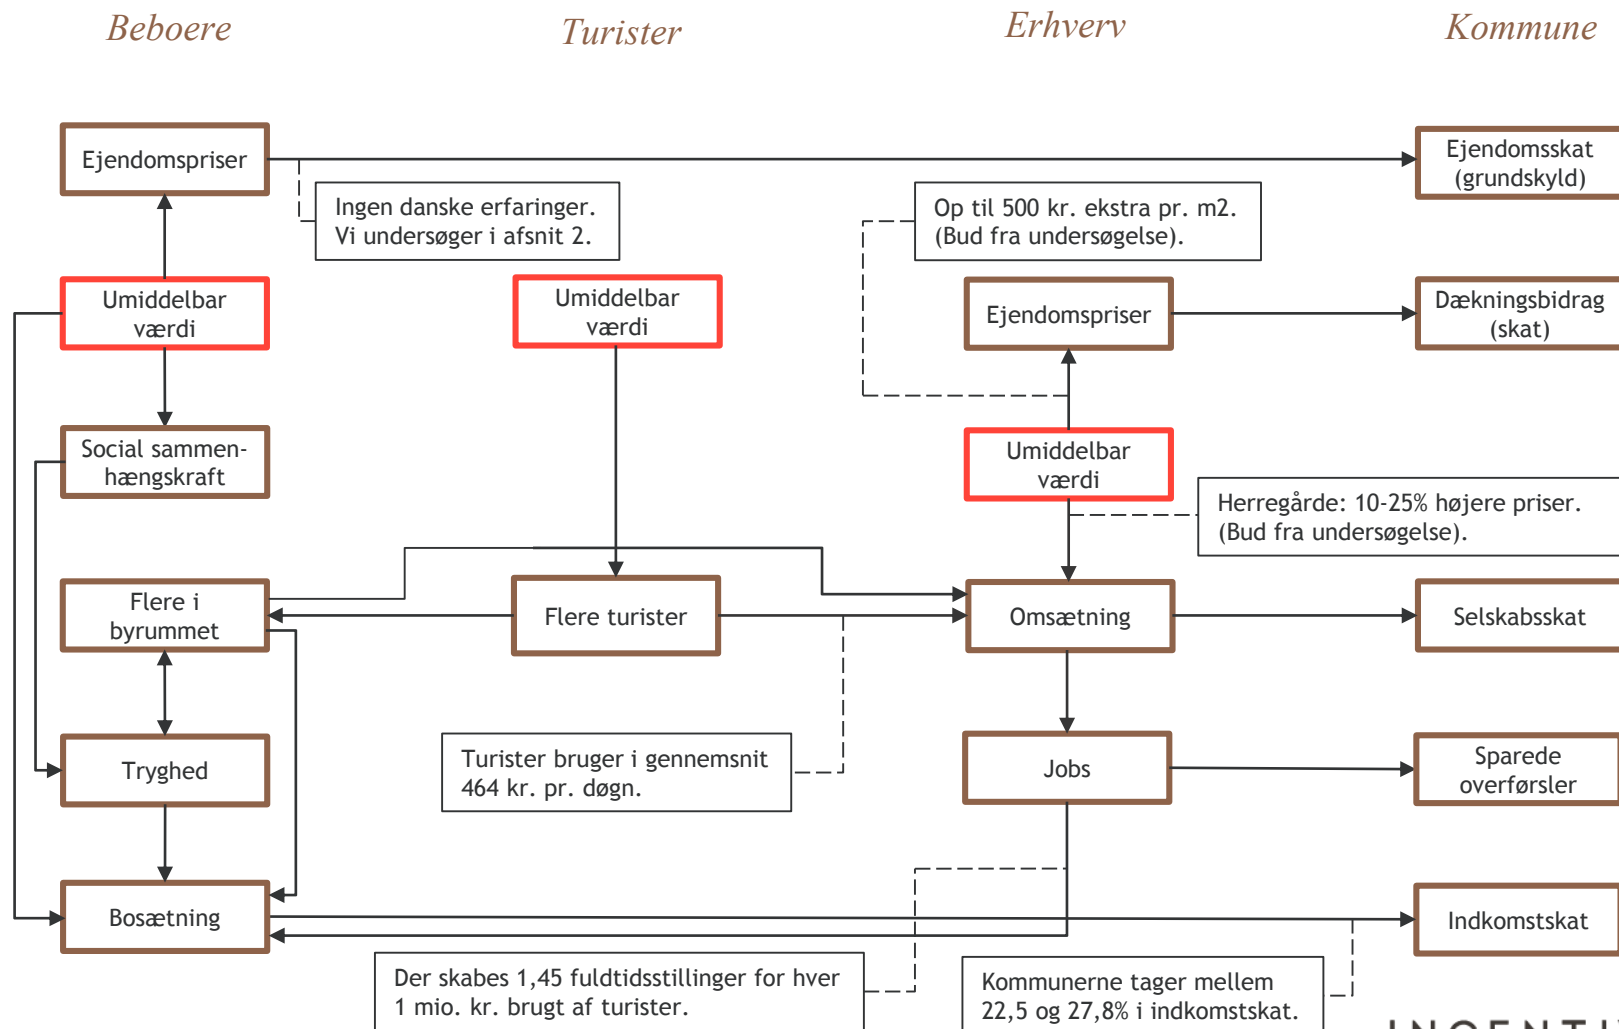 Beboere
Turister
Erhverv
Kommune
Ejendomspriser
Ejendomsskat
(grundskyld)
Ingen danske erfaringer.
Vi undersøger i afsnit 2.
Op til 500 kr. ekstra pr. m2.
(Bud fra undersøgelse).
Umiddelbar
værdi
Umiddelbar
værdi
Ejendomspriser
Dækningsbidrag
(skat)
Social sammen-
hængskraft
Umiddelbar
værdi
Herregårde: 10-25% højere priser.
(Bud fra undersøgelse).
Flere i
byrummet
Flere turister
Omsætning
Selskabsskat
Turister bruger i gennemsnit
464 kr. pr. døgn.
Tryghed
Jobs
Sparede
overførsler
Bosætning
Indkomstskat
Der skabes 1,45 fuldtidsstillinger for hver
1 mio. kr. brugt af turister.
Kommunerne tager mellem
22,5 og 27,8% i indkomstskat.